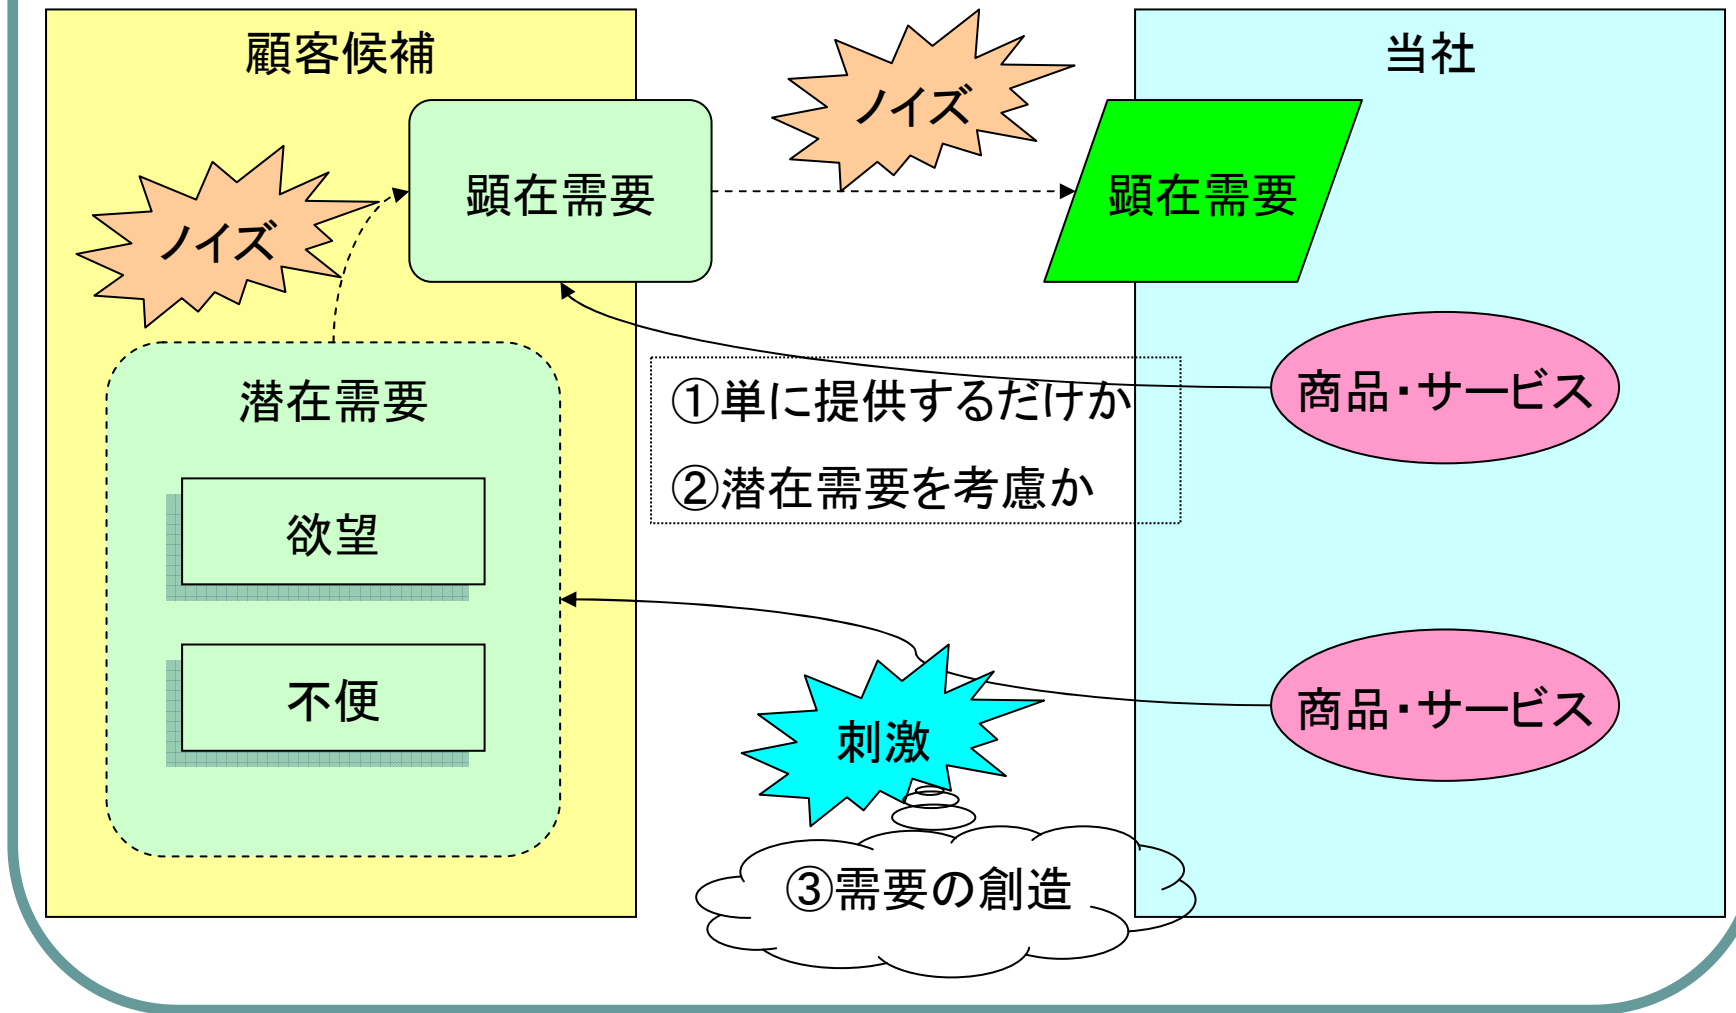 顧客候補
当社
ノイズ
顕在需要
顕在需要
ノイズ
商品・サービス
潜在需要
①単に提供するだけか
②潜在需要を考慮か
欲望
不便
商品・サービス
刺激
③需要の創造